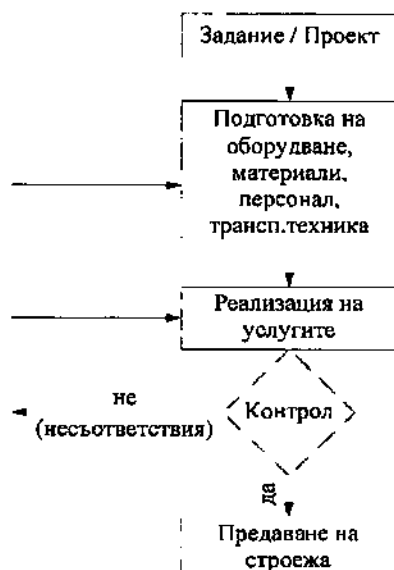 Задание / Проект
Подготовка на
оборудване,
материали,
персонал,
трансп.техника
Реализация на
услугите
не
(несъответствия)
Контрол
да
Предаване на
строежа